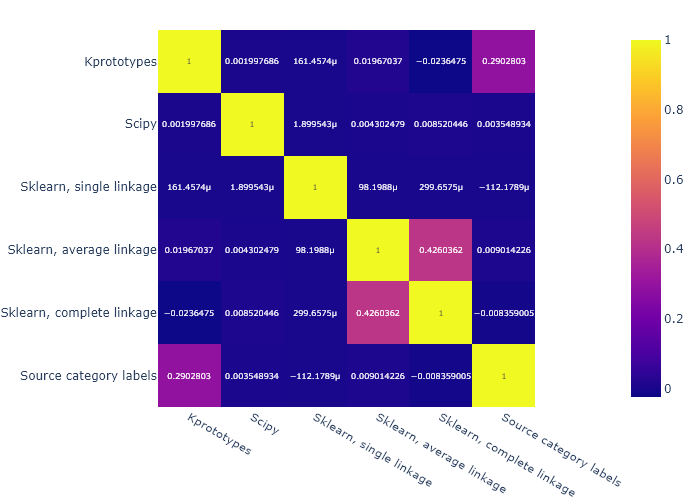 Kprototypes 1 0.001997686 161.4574μ 0.01967037 −0.0236475 0.2902803
Scipy 0.001997686 1 1.899543μ 0.004302479 0.008520446 0.003548934
Sklearn, single linkage 161.4574μ 1.899543μ 1 98.1988μ 299.6575μ −112.1789μ
Sklearn, average linkage 0.01967037 0.004302479 98.1988μ 1 0.4260362 0.009014226
Sklearn, complete linkage −0.0236475 0.008520446 299.6575μ 0.4260362 1 −0.008359005
Source category labels 0.2902803 0.003548934 −112.1789μ 0.009014226 −0.008359005 1
Kprototypes
Scipy
Sklearn, single linkage
Sklearn, average linkage
Sklearn, complete linkage
Source category labels
1
0.8
0.6
0.4
0.2
0